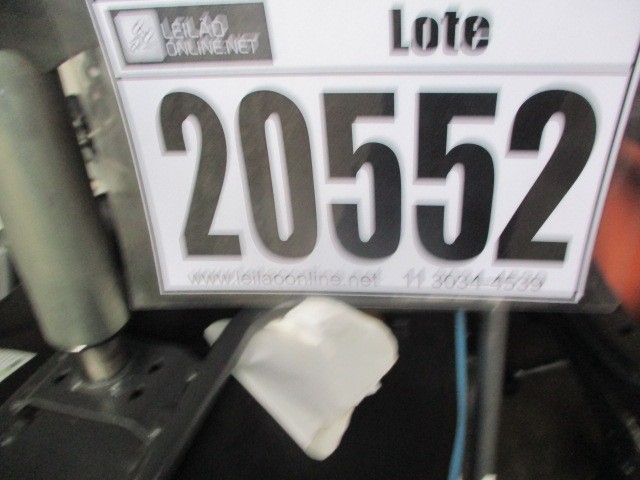 LEILÃO
ONLINE.NET
Lote
20552
www.leilaoonline.net 11 3034-4539